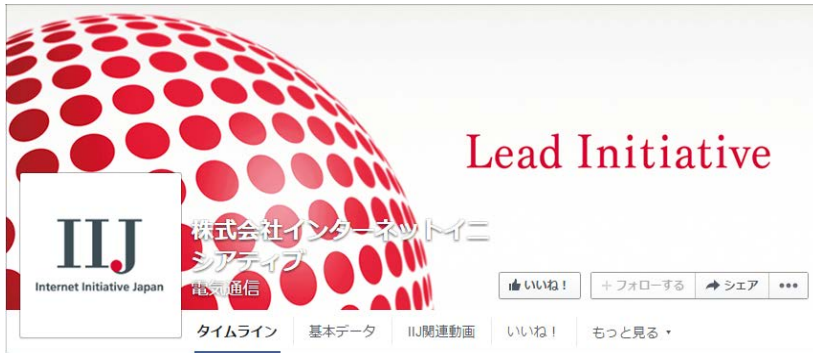 Lead Initiative
IIJ
Internet Initiative Japan
株式会社インターネットイニ
シアティブ
電気通信
いいね！
+ フォローする
シェア
•••
タイムライン 基本データ IIJ関連動画 いいね！ もっと見る